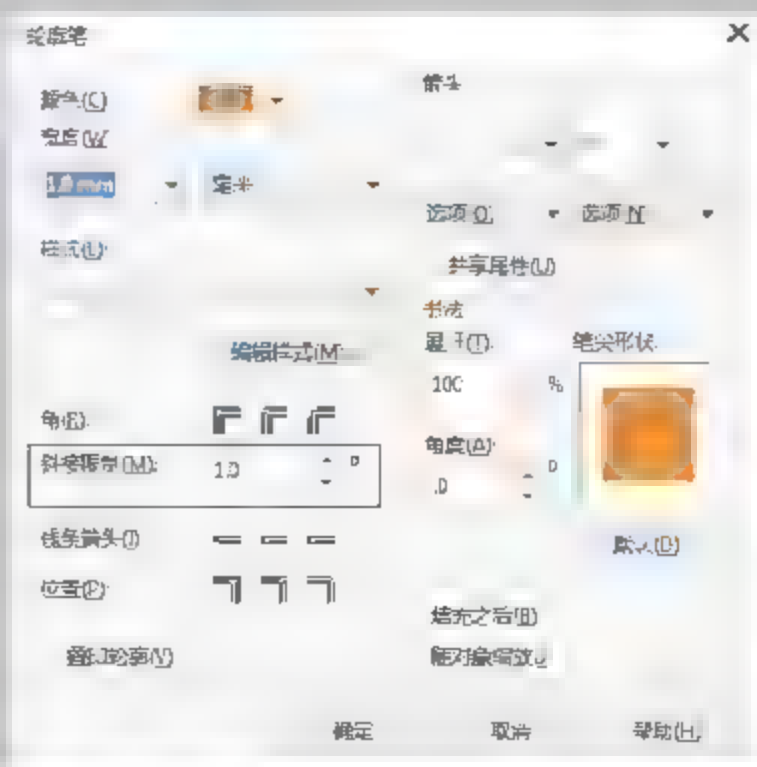 轮廓笔
颜色(C)
宽度(W)
毫米
箭头
选项(O) 选项(N)
样式(L):
共享属性(U)
书法
编辑样式(M)
展开(T): 笔尖形状:
100 %
角(R):
角度(A):
斜接限制(M):
.0
线条端头(I)
默认(D)
位置(P):
填充之后(B)
叠印轮廓(V)
随对象缩放(J)
确定 取消 帮助(H)